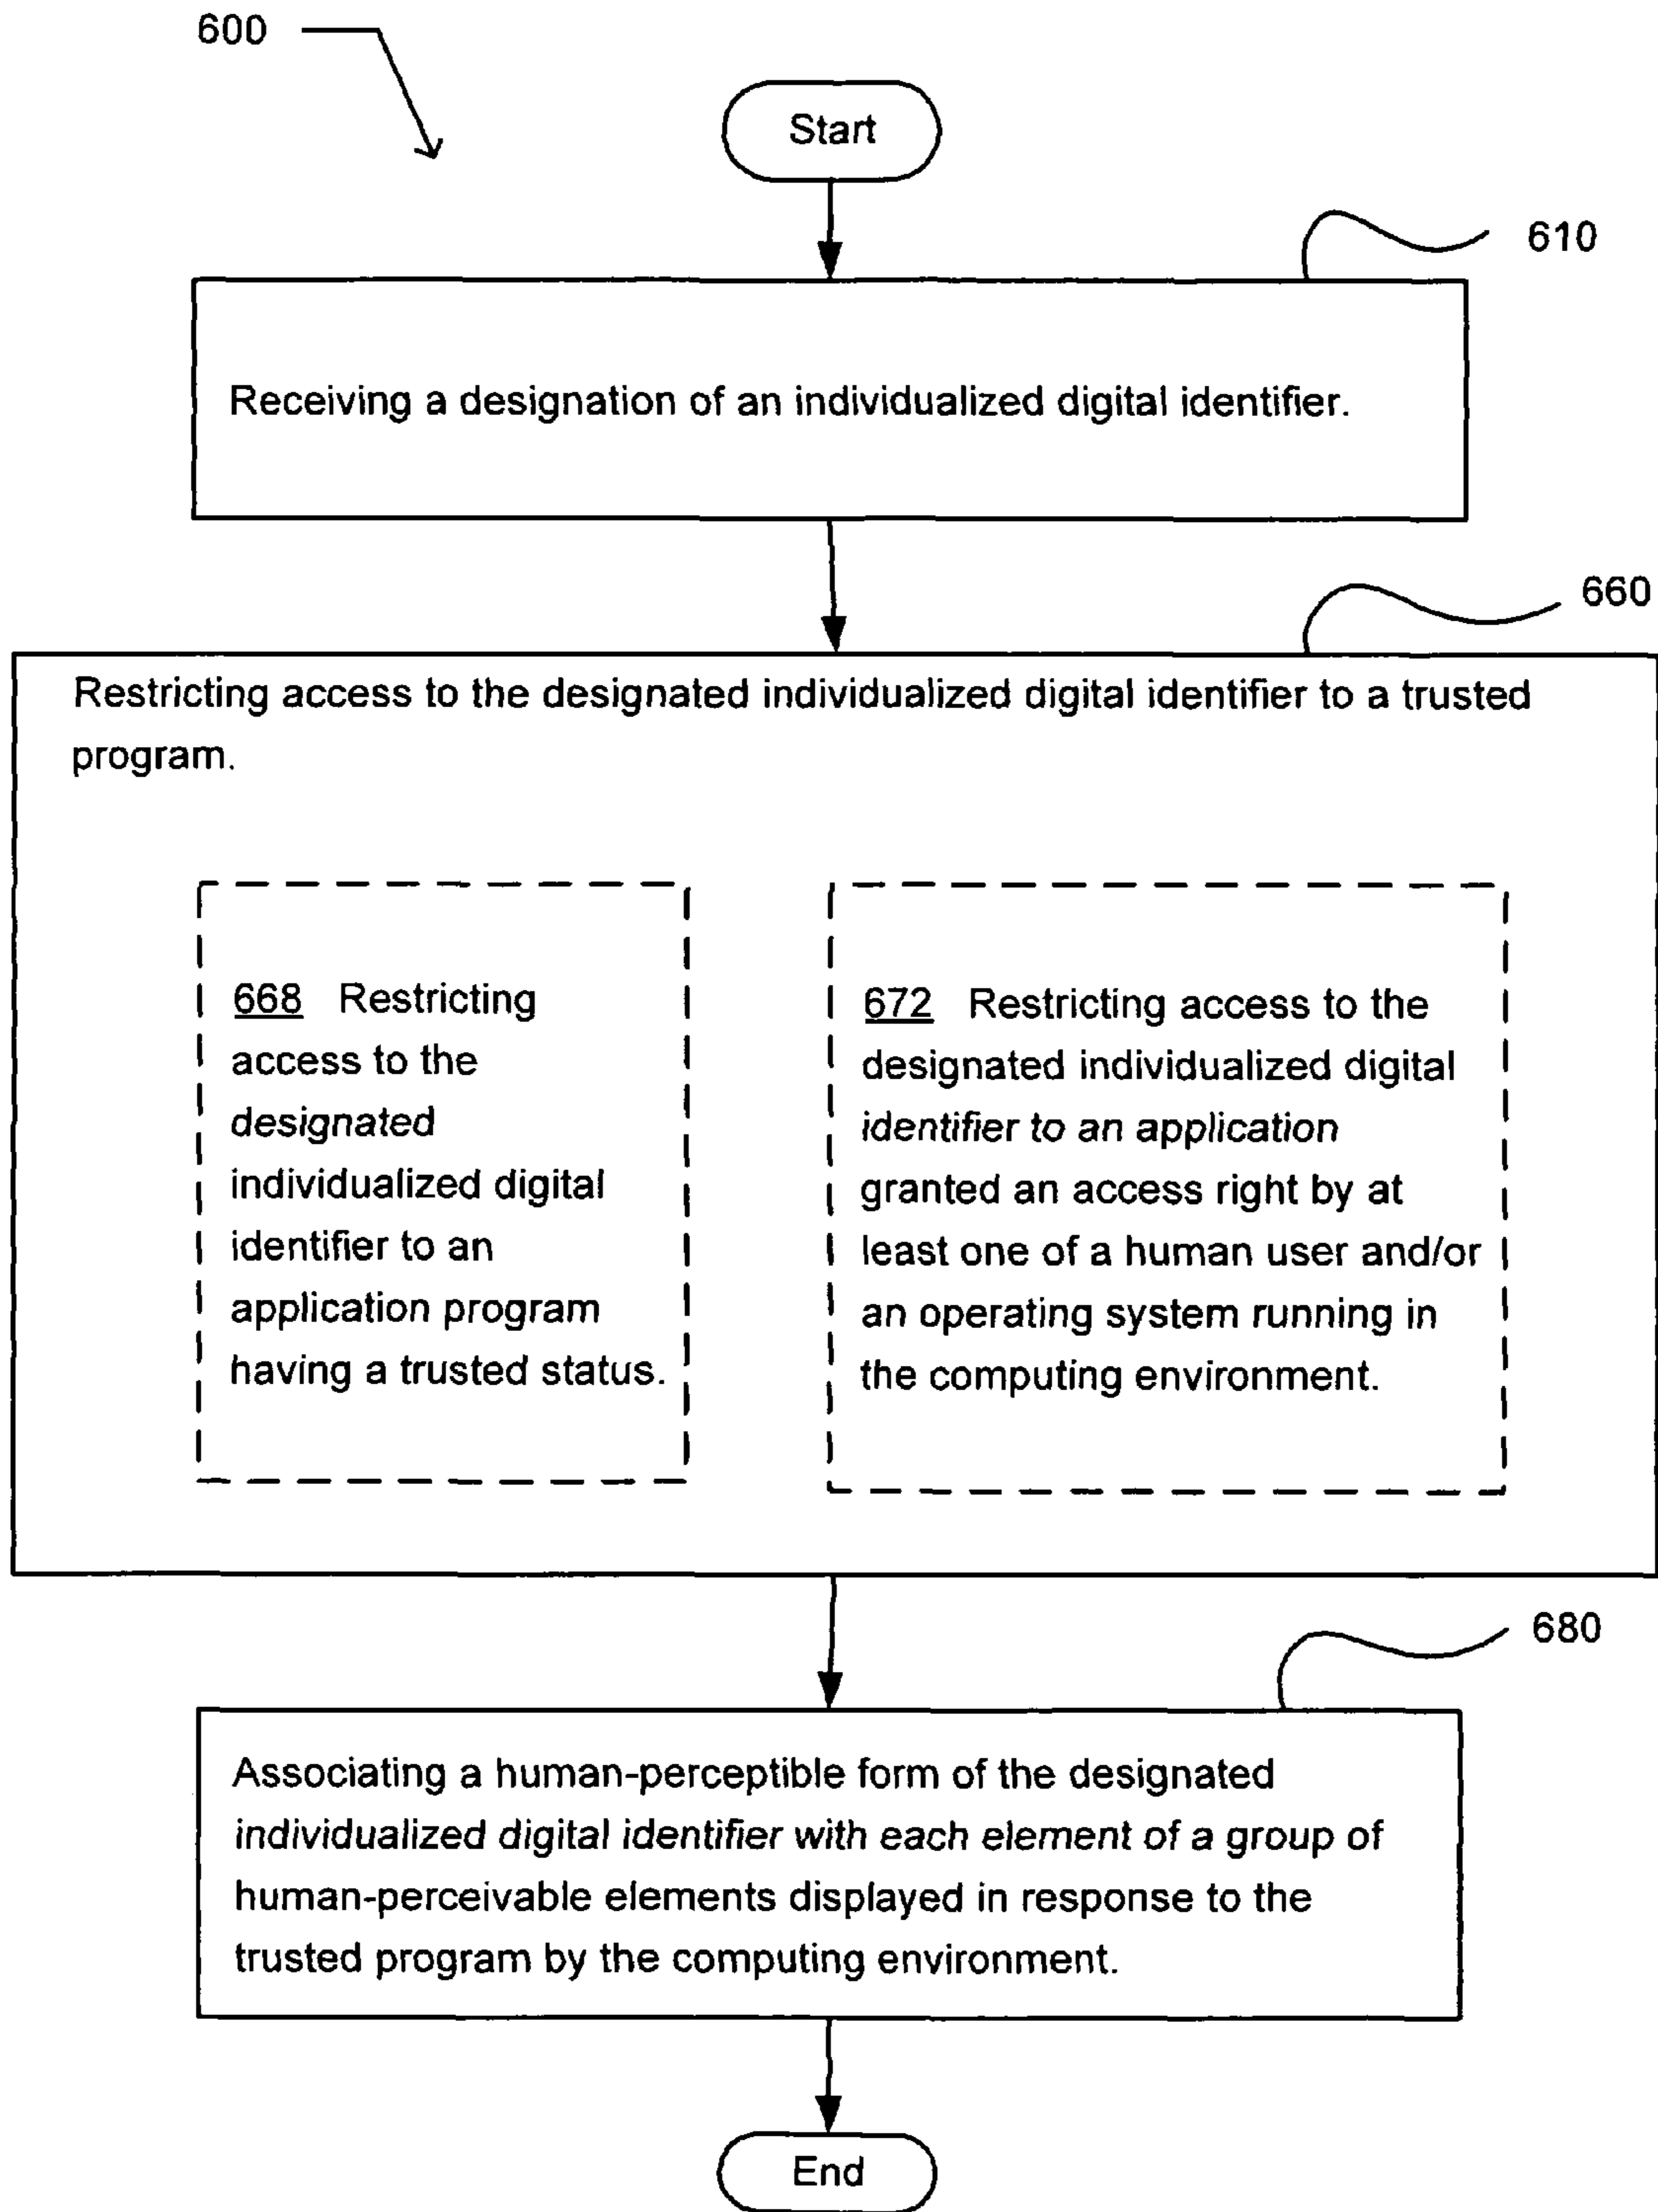 600
Start
610
Receiving a designation of an individualized digital identifier.
660
Restricting access to the designated individualized digital identifier to a trusted
program.
668 Restricting
access to the
designated
individualized digital
identifier to an
application program
having a trusted status.
672 Restricting access to the
designated individualized digital
identifier to an application
granted an access right by at
least one of a human user and/or
an operating system running in
the computing environment.
680
Associating a human-perceptible form of the designated
individualized digital identifier with each element of a group of
human-perceivable elements displayed in response to the
trusted program by the computing environment.
End